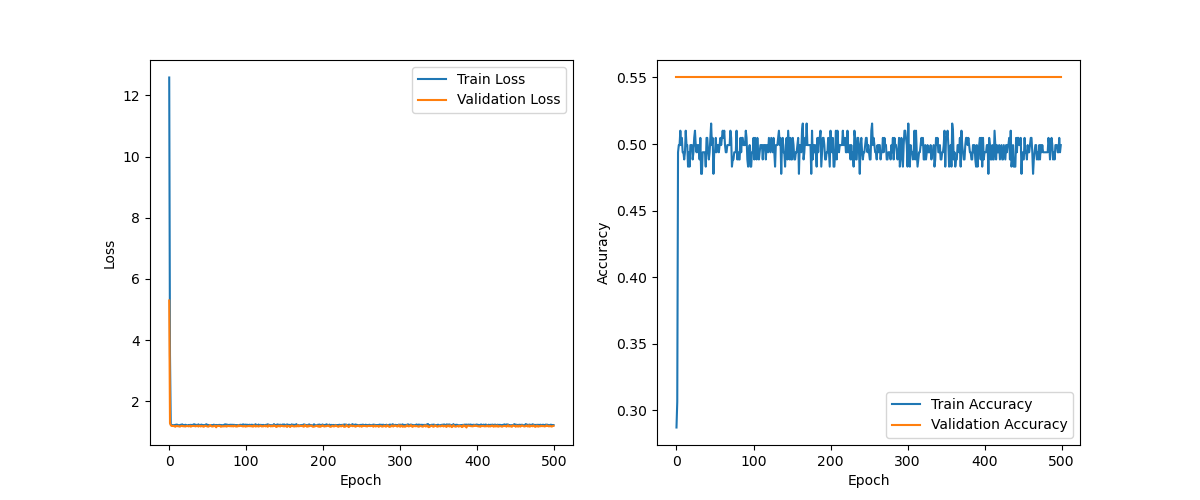 Train Loss
Validation Loss
12
10
8
6
4
2
Loss
0 100 200 300 400 500
Epoch
0.55
0.50
0.45
0.40
0.35
0.30
Accuracy
Train Accuracy
Validation Accuracy
0 100 200 300 400 500
Epoch